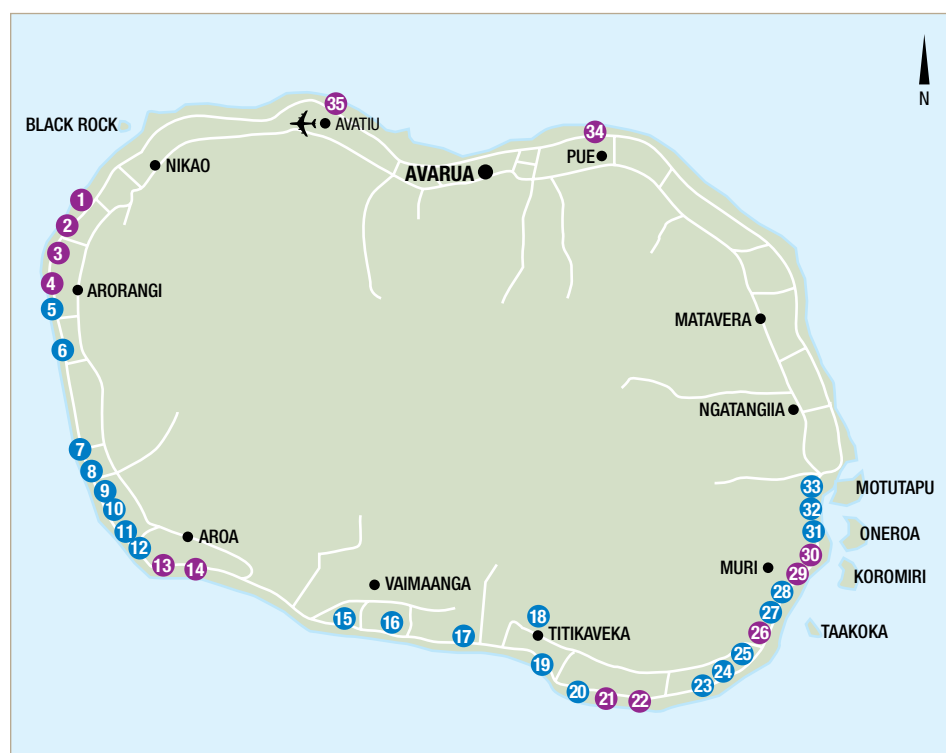 35
BLACK ROCK
AVATIU
N
34
NIKAO
PUE
AVARUA
1
2
3
4
ARORANGI
5
MATAVERA
6
NGATANGIIA
7
8
9
10
11
12
AROA
13
14
33
MOTUTAPU
32
31
ONEROA
30
MURI
29
KOROMIRI
28
VAIMAANGA
27
15
16
17
18
TITIKAVEKA
26
TAAKOKA
19
25
24
23
20
21
22